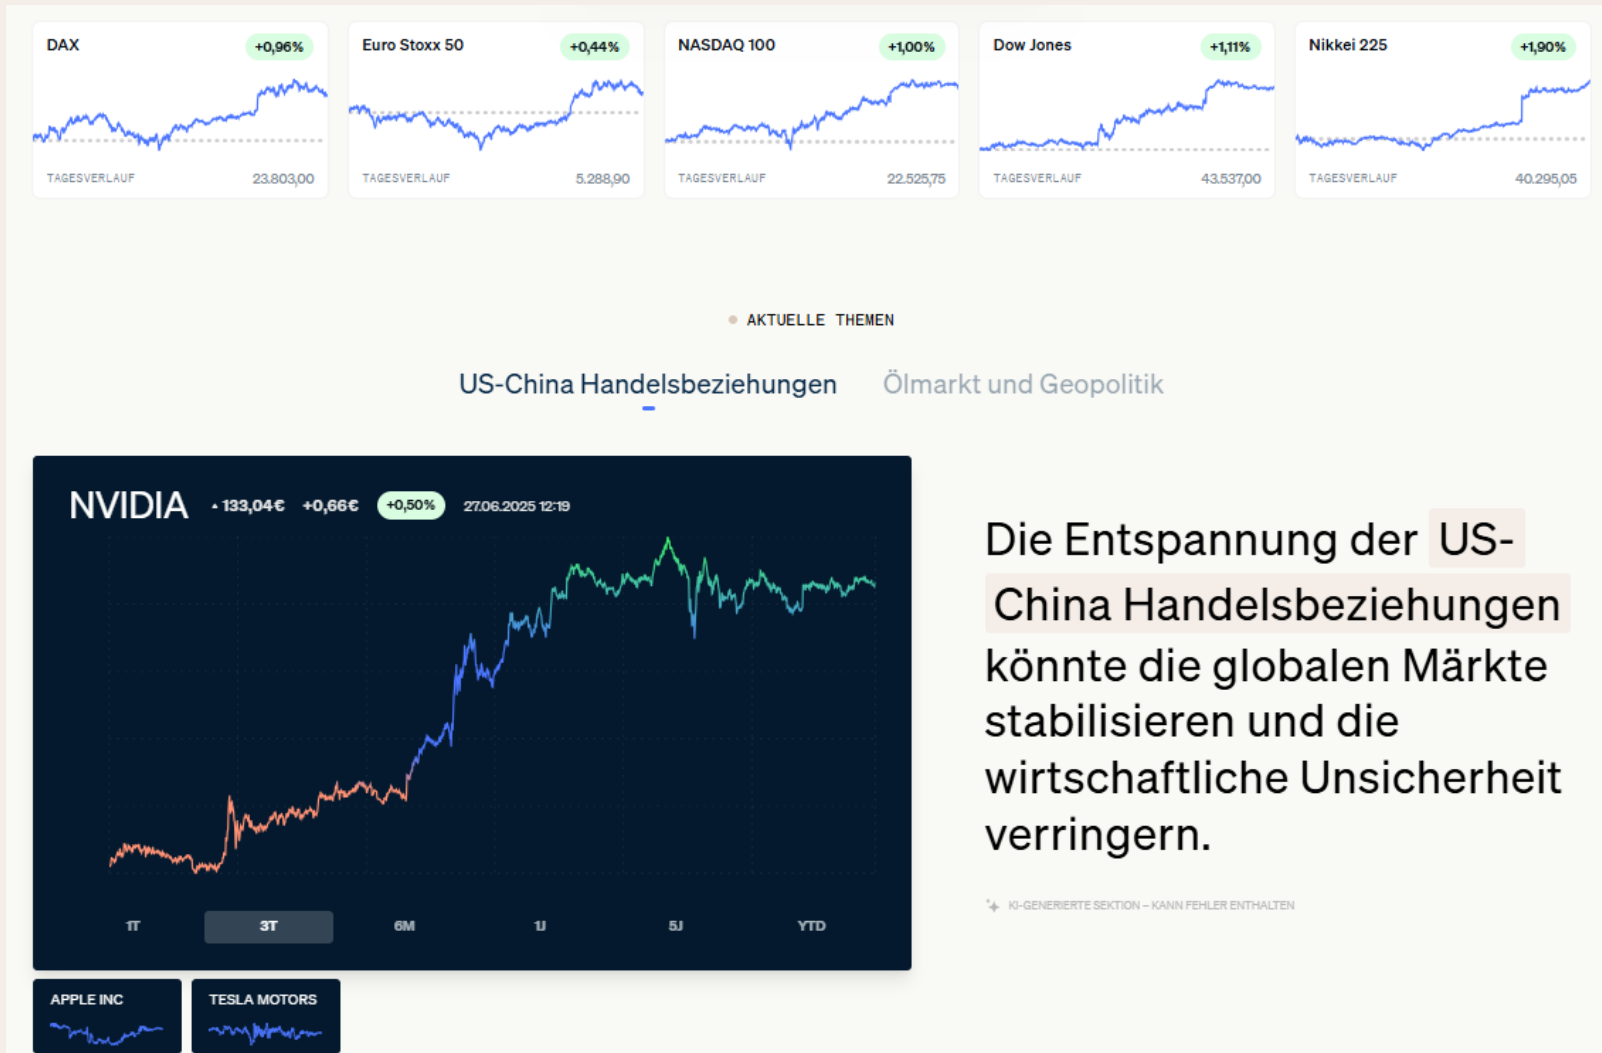 DAX +0,96%
TAGESVERLAUF 23.803,00
Euro Stoxx 50 +0,44%
TAGESVERLAUF 5.288,90
NASDAQ 100 +1,00%
TAGESVERLAUF 22.525,75
Dow Jones +1,11%
TAGESVERLAUF 43.537,00
Nikkei 225 +1,90%
TAGESVERLAUF 40.295,05
AKTUELLE THEMEN
US-China Handelsbeziehungen Ölmarkt und Geopolitik
NVIDIA 133,04€ +0,66€ +0,50% 27.06.2025 12:19
1T 3T 6M 1J 5J YTD
APPLE INC TESLA MOTORS
Die Entspannung der US-
China Handelsbeziehungen
könnte die globalen Märkte
stabilisieren und die
wirtschaftliche Unsicherheit
verringern.
KI-GENERIERTE SEKTION – KANN FEHLER ENTHALTEN